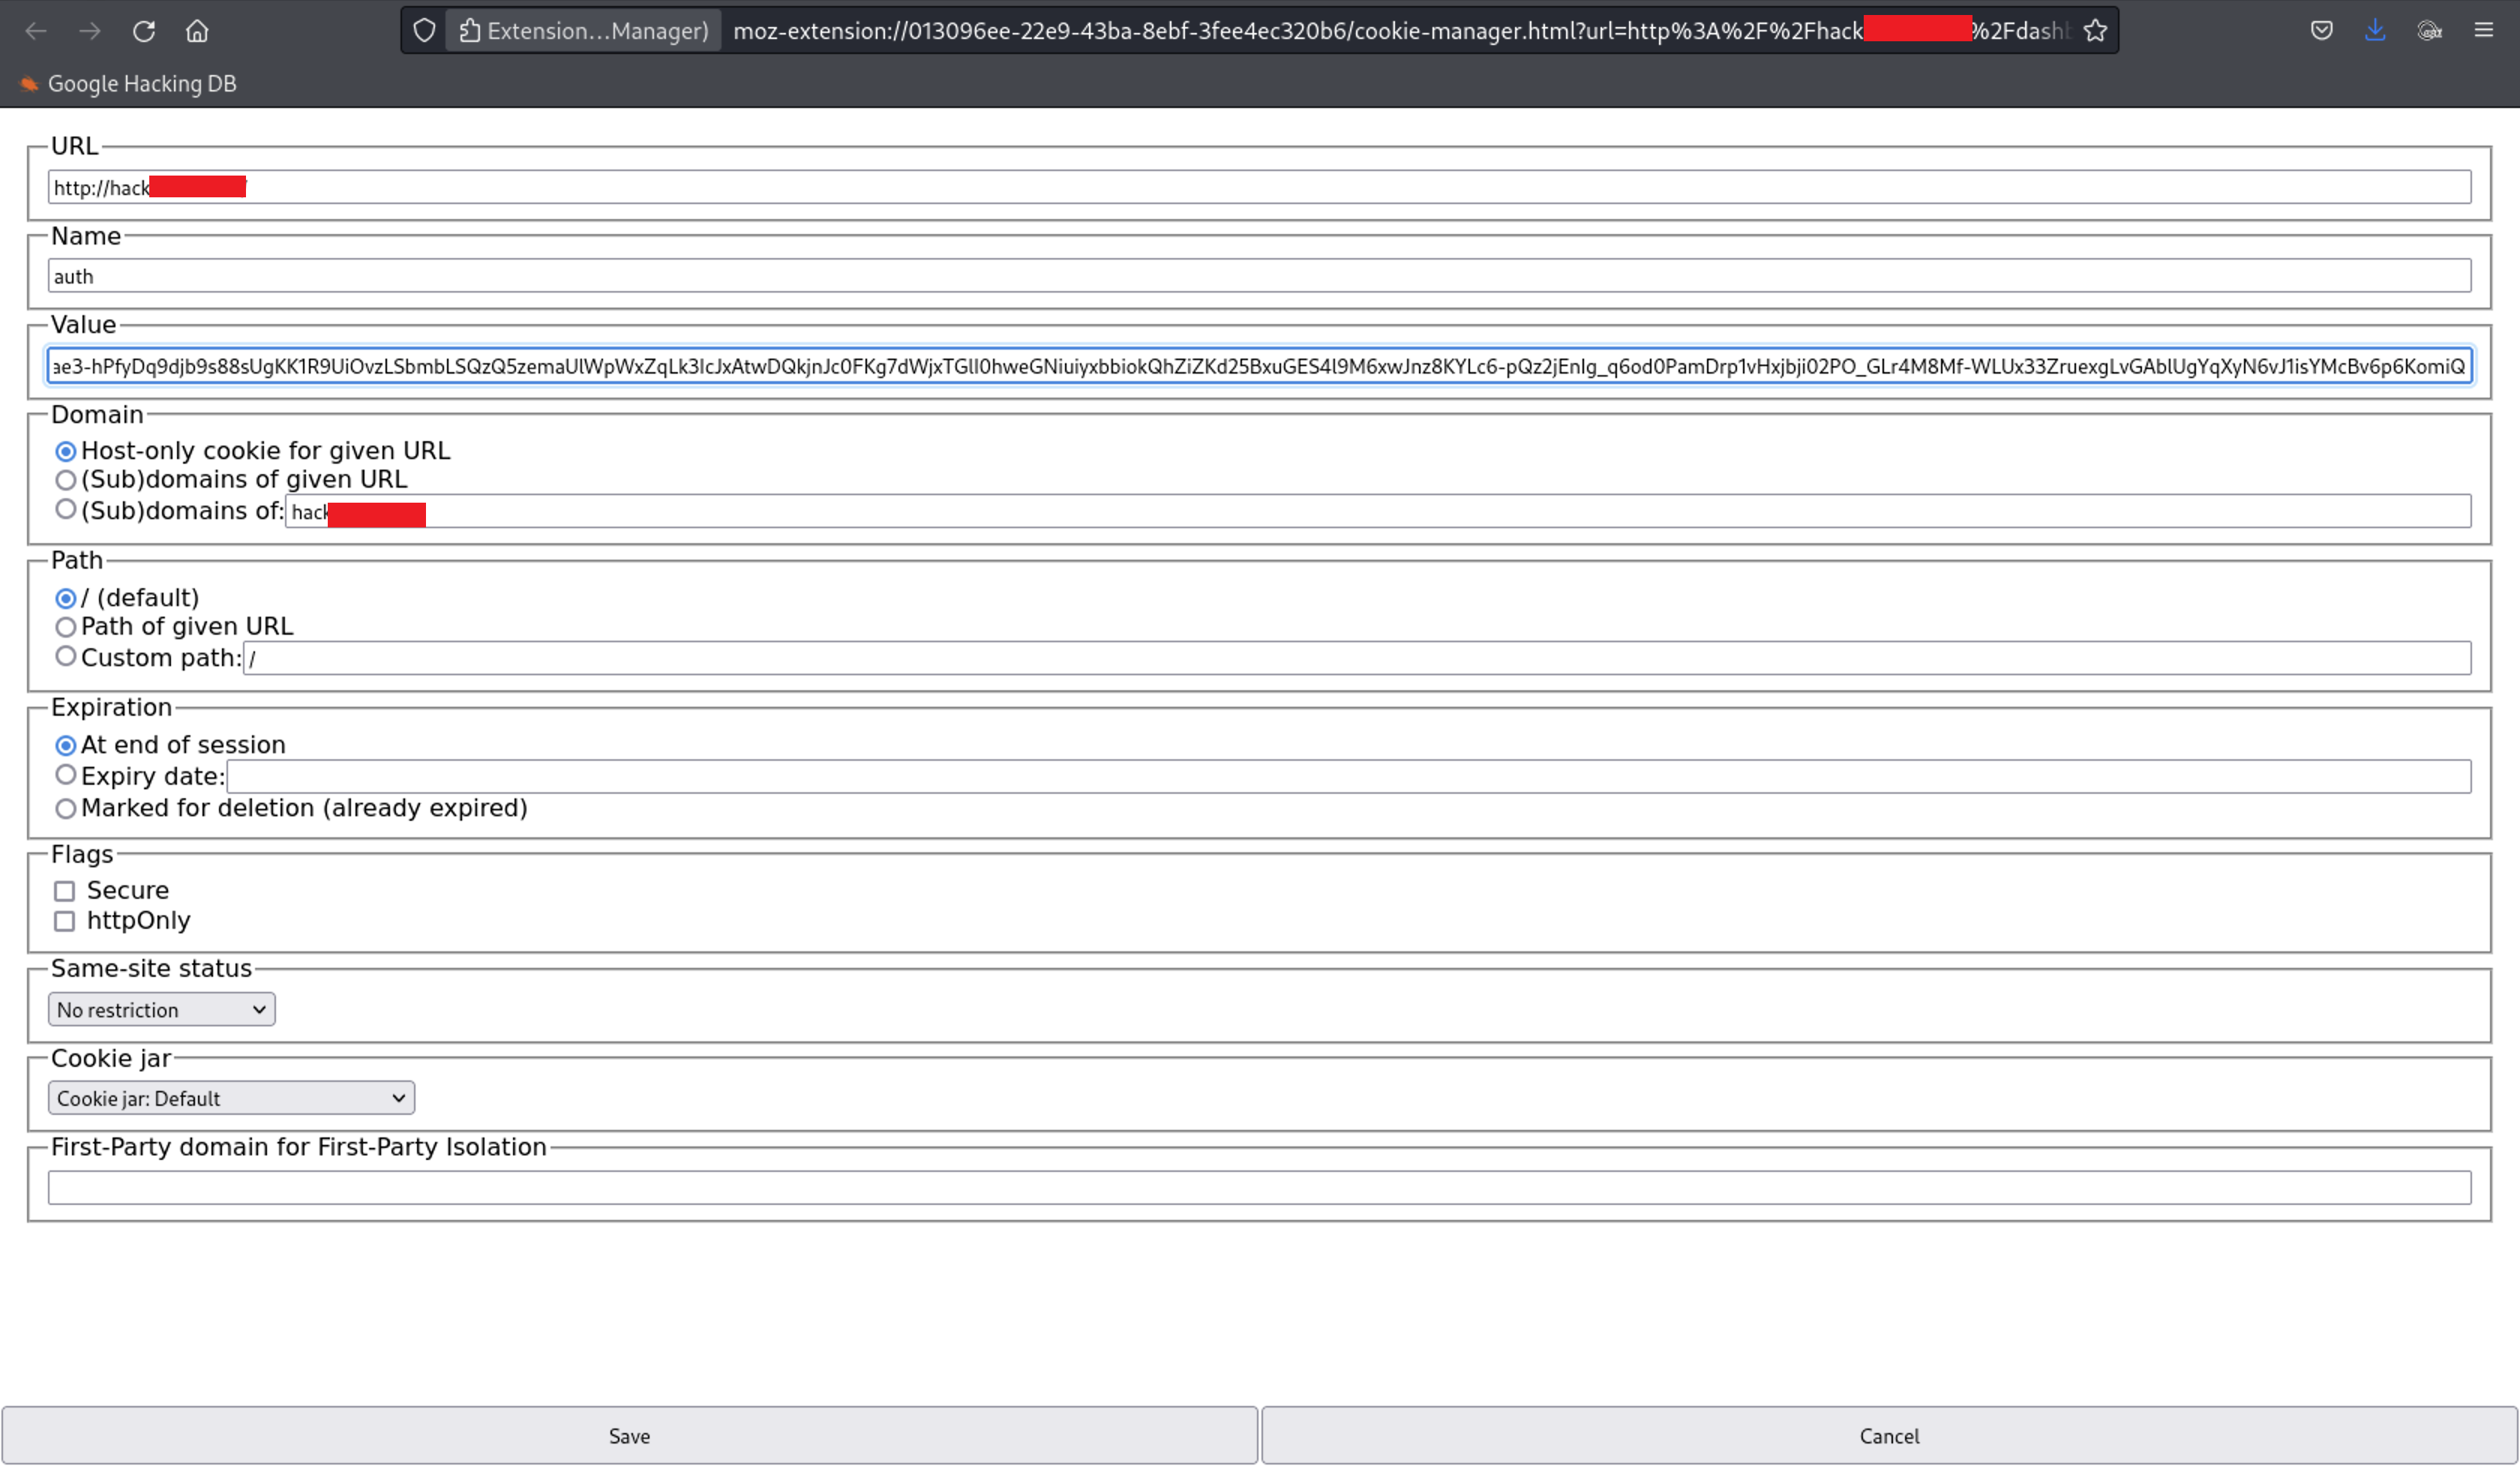 Extension...Manager) moz-extension://013096ee-22e9-43ba-8ebf-3fee4ec320b6/cookie-manager.html?url=http%3A%2F%2Fhack %2Fdash
Google Hacking DB
URL
http://hack
Name
auth
Value
ae3-hPfyDq9djb9s88sUgKK1R9UiOvzLSbmbLSQzQ5zemaUlWpWxZqLk3IcJxAtwDQkjnJc0FKg7dWjxTGlI0hweGNiuiyxbbiokQhZiZKd25BxuGES4l9M6xwJnz8KYLc6-pQz2jEnIg_q6od0PamDrp1vHxjbji02PO_GLr4M8Mf-WLUx33ZruexgLvGAblUgYqXyN6vJ1isYMcBv6p6KomiQ
Domain
Host-only cookie for given URL
(Sub)domains of given URL
(Sub)domains of: hack
Path
/ (default)
Path of given URL
Custom path: /
Expiration
At end of session
Expiry date:
Marked for deletion (already expired)
Flags
Secure
httpOnly
Same-site status
No restriction
Cookie jar
Cookie jar: Default
First-Party domain for First-Party Isolation
Save Cancel